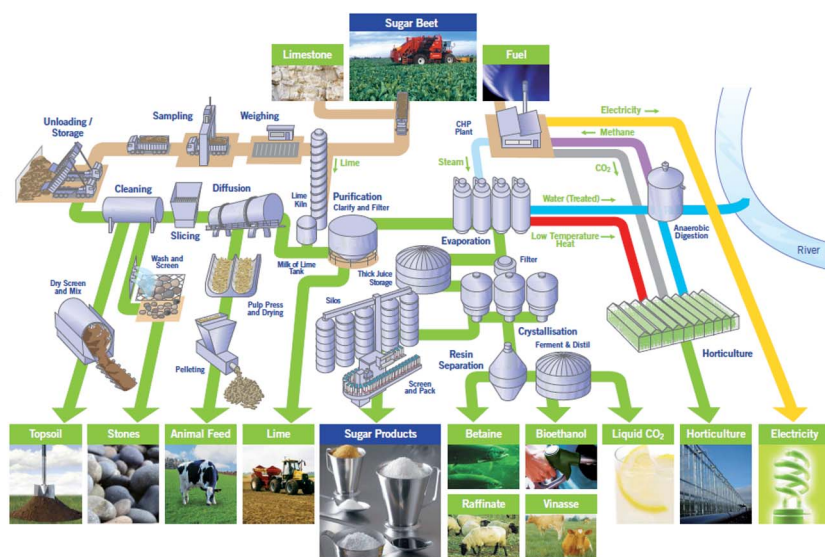 Sugar Beet
Limestone
Fuel
Electricity
Methane
CO2
CHP
Plant
Steam
Unloading /
Storage
Sampling
Weighing
Lime
Cleaning
Slicing
Diffusion
Lime
Kiln
Milk of Lime
Tank
Purification
Clarify and Filter
Evaporation
Water (Treated)
Low Temperature
Heat
Anaerobic
Digestion
River
Wash and
Screen
Dry Screen
and Mix
Pulp Press
and Drying
Pelleting
Thick Juice
Storage
Filter
Silos
Crystallisation
Ferment & Distil
Resin
Separation
Screen
and Pack
Horticulture
Topsoil
Stones
Animal Feed
Lime
Sugar Products
Betaine
Bioethanol
Liquid CO2
Horticulture
Electricity
Raffinate
Vinasse